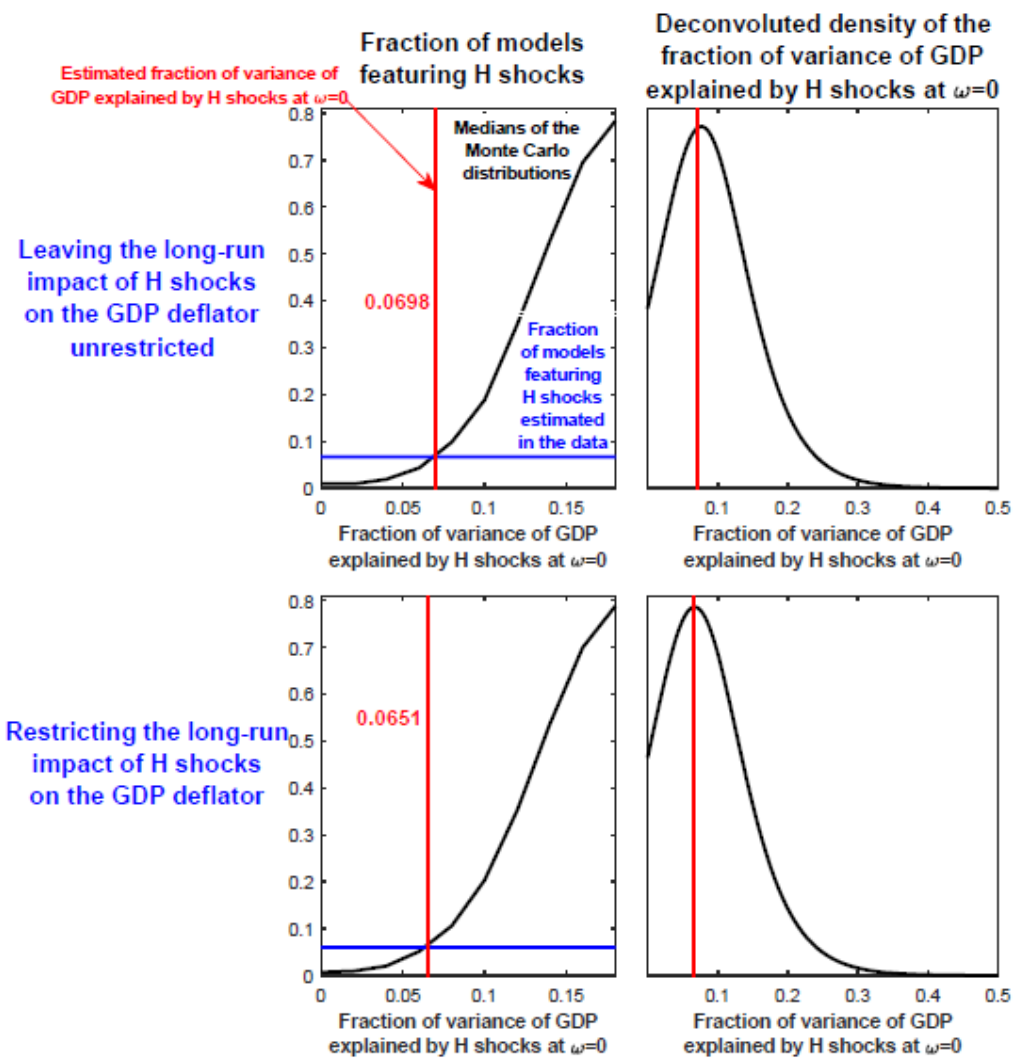 Fraction of models
featuring H shocks
Deconvoluted density of the
fraction of variance of GDP
explained by H shocks at ω=0
Estimated fraction of variance of
GDP explained by H shocks at ω=0
Leaving the long-run
impact of H shocks
on the GDP deflator
unrestricted
0.8
0.7
0.6
0.5
0.4
0.3
0.2
0.1
0
Medians of the
Monte Carlo
distributions
0.0698
Fraction
of models
featuring
H shocks
estimated
in the data
0 0.05 0.1 0.15
Fraction of variance of GDP
explained by H shocks at ω=0
0.1 0.2 0.3 0.4 0.5
Fraction of variance of GDP
explained by H shocks at ω=0
Restricting the long-run
impact of H shocks
on the GDP deflator
0.8
0.7
0.6
0.5
0.4
0.3
0.2
0.1
0
0.0651
0 0.05 0.1 0.15
Fraction of variance of GDP
explained by H shocks at ω=0
0.1 0.2 0.3 0.4 0.5
Fraction of variance of GDP
explained by H shocks at ω=0